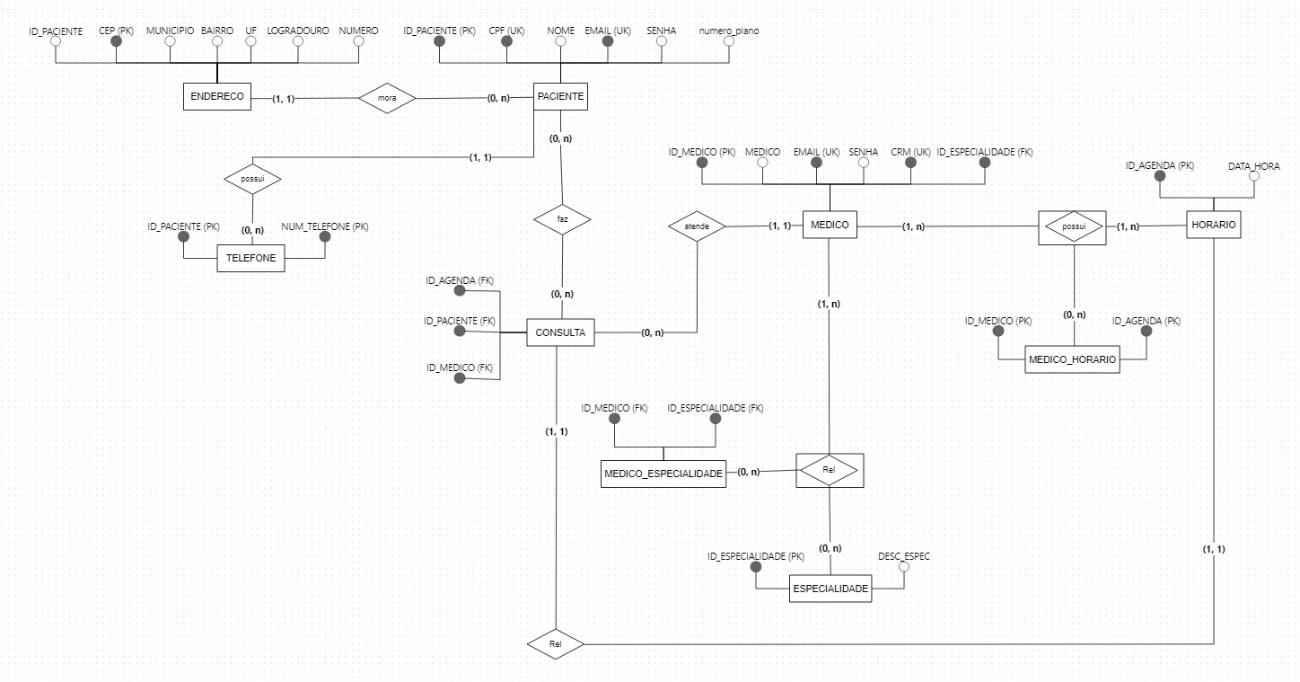 ID_PACIENTE CEP (PK) MUNICIPIO BAIRRO UF LOGRADOURO NUMERO
ID_PACIENTE (PK) CPF (UK) NOME EMAIL (UK) SENHA numero_plano
ENDERECO (1, 1) mora (0, n) PACIENTE
(0, n)
(1, 1)
possui
ID_PACIENTE (PK) (0, n) NUM_TELEFONE (PK)
TELEFONE
faz
(0, n)
ID_MEDICO (PK) MEDICO EMAIL (UK) SENHA CRM (UK) ID_ESPECIALIDADE (FK)
ID_AGENDA (PK) DATA_HORA
atende (1, 1) MEDICO (1, n) possui (1, n) HORARIO
ID_AGENDA (FK)
ID_PACIENTE (FK)
ID_MEDICO (FK)
CONSULTA (0, n)
(1, n)
(0, n)
ID_MEDICO (PK) ID_AGENDA (PK)
MEDICO_HORARIO
(1, 1)
ID_MEDICO (FK) ID_ESPECIALIDADE (FK)
MEDICO_ESPECIALIDADE (0, n) Rel
(0, n)
(1, 1)
ID_ESPECIALIDADE (PK) DESC_ESPEC
ESPECIALIDADE
Rel